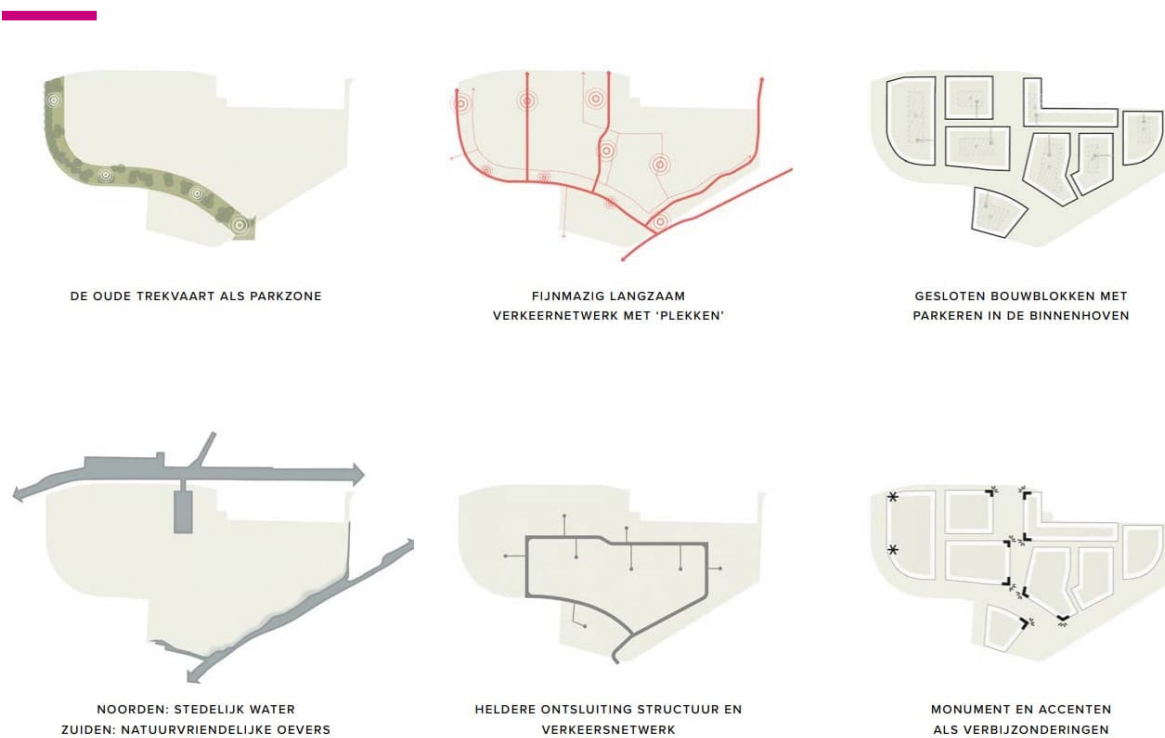 DE OUDE TREKVAART ALS PARKZONE
FIJNMAZIG LANGZAAM
VERKEERNETWERK MET ‘PLEKKEN’
GESLOTEN BOUWBLOKKEN MET
PARKEREN IN DE BINNENHOVEN
NOORDEN: STEDELIJK WATER
ZUIDEN: NATUURVRIENDELIJKE OEVERS
HELDERE ONTSLUITING STRUCTUUR EN
VERKEERSNETWERK
MONUMENT EN ACCENTEN
ALS VERBIJZONDERINGEN